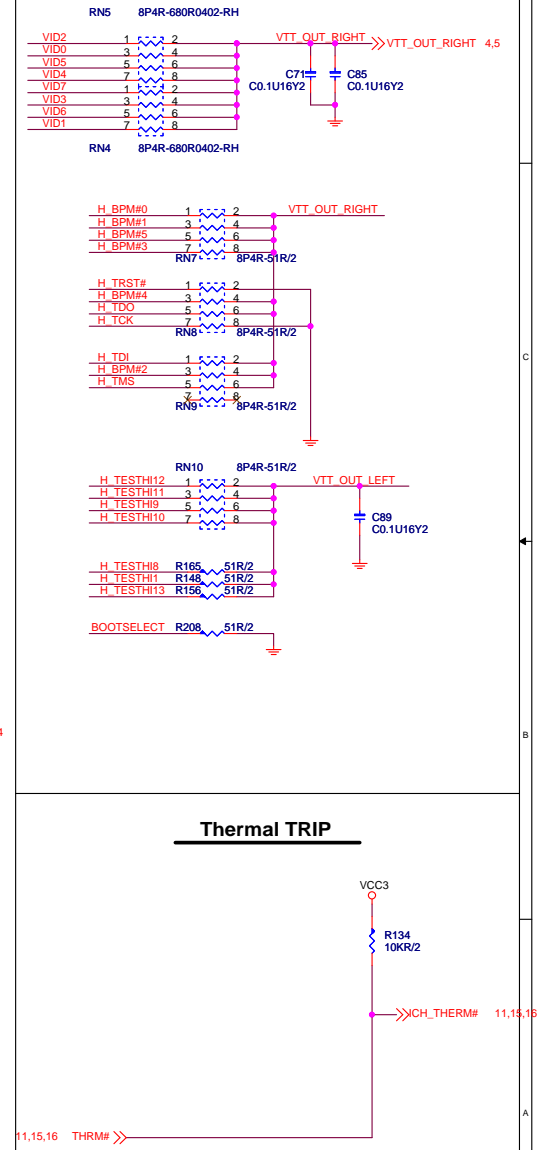 RN5 8P4R-680R0402-RH
VID2 1 2 VTT_OUT_RIGHT VTT_OUT_RIGHT 4,5
VID0 3 4
VID5 5 6
VID4 7 8
VID7 1 2
VID3 3 4
VID6 5 6
VID1 7 8
C71 C85
C0.1U16Y2 C0.1U16Y2
RN4 8P4R-680R0402-RH
H_BPM#0 1 2 VTT_OUT_RIGHT
H_BPM#1 3 4
H_BPM#5 5 6
H_BPM#3 7 8
RN7 8P4R-51R/2
H_TRST# 1 2
H_BPM#4 3 4
H_TDO 5 6
H_TCK 7 8
RN8 8P4R-51R/2
C
H_TDI 1 2
H_BPM#2 3 4
H_TMS 5 6
7 8
RN9 8P4R-51R/2
RN10 8P4R-51R/2
H_TESTHI12 1 2 VTT_OUT_LEFT
H_TESTHI11 3 4
H_TESTHI9 5 6
H_TESTHI10 7 8
C89
C0.1U16Y2
H_TESTHI8 R165 51R/2
H_TESTHI1 R148 51R/2
H_TESTHI13 R156 51R/2
BOOTSELECT R208 51R/2
4
B
Thermal TRIP
VCC3
R134
10KR/2
ICH_THERM# 11,15,16
A
11,15,16 THRM#